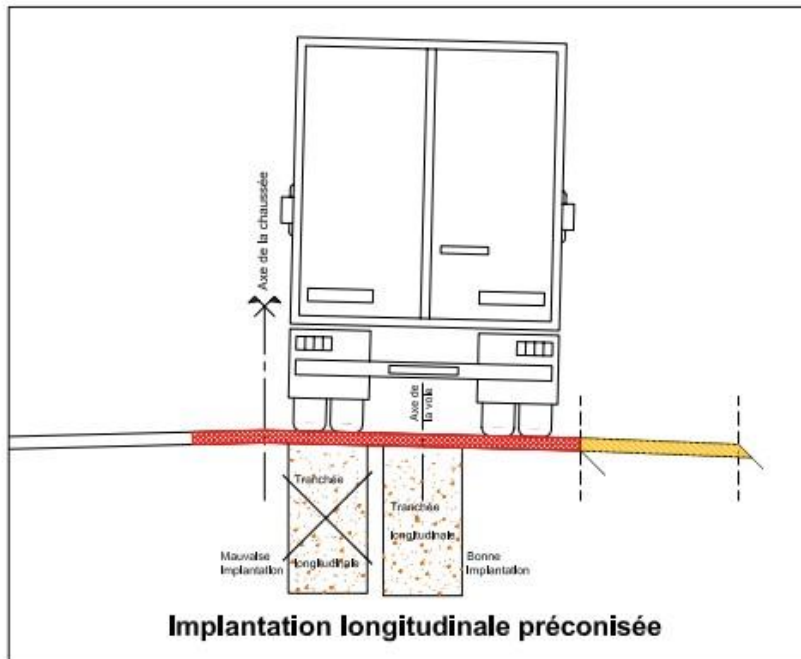 Axe de la chaussée
Axe de
la voie
Tranchée
longitudinale
Tranchée
longitudinale
Mauvaise
Implantation
Bonne
Implantation
Implantation longitudinale préconisée